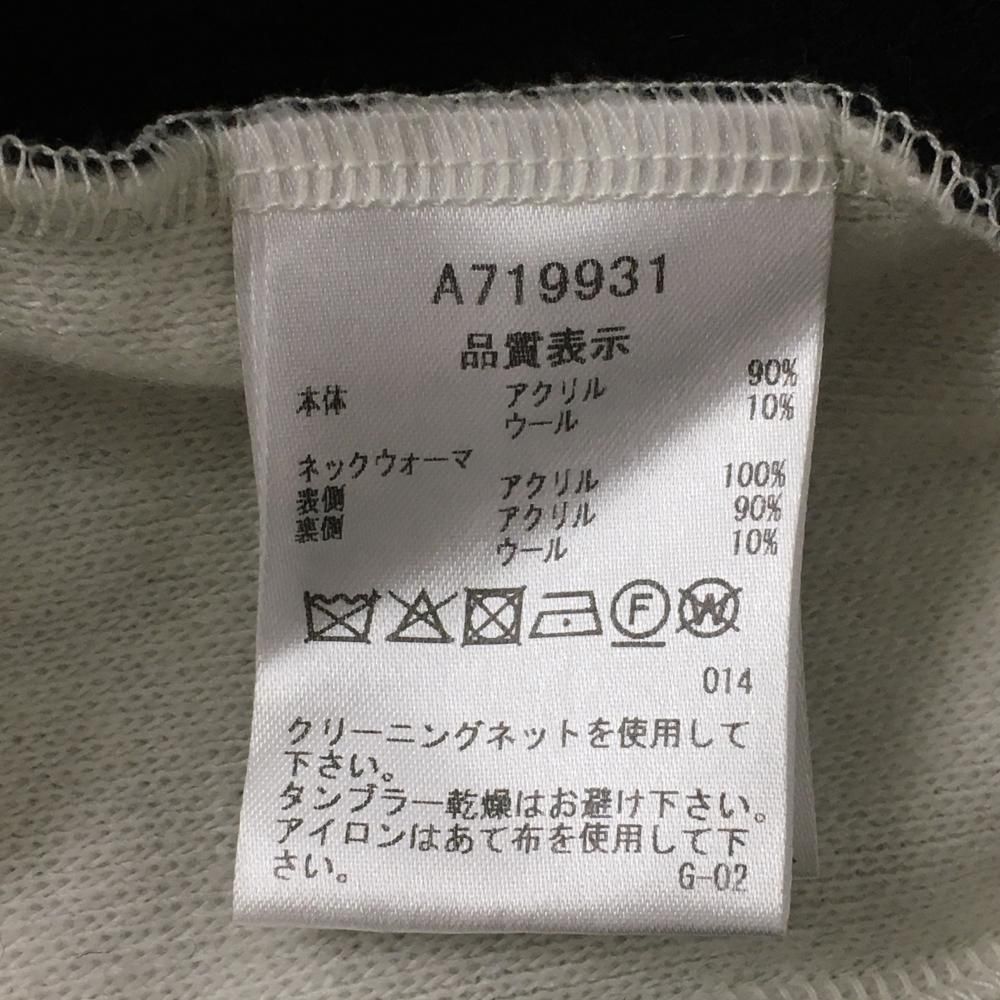 A719931
品質表示
本体 アクリル 90%
ウール 10%
ネックウォーマ
表側 アクリル 100%
裏側 アクリル 90%
ウール 10%
F W
014
クリーニングネットを使用して
下さい。
タンブラー乾燥はお避け下さい。
アイロンはあて布を使用して下
さい。
G-02